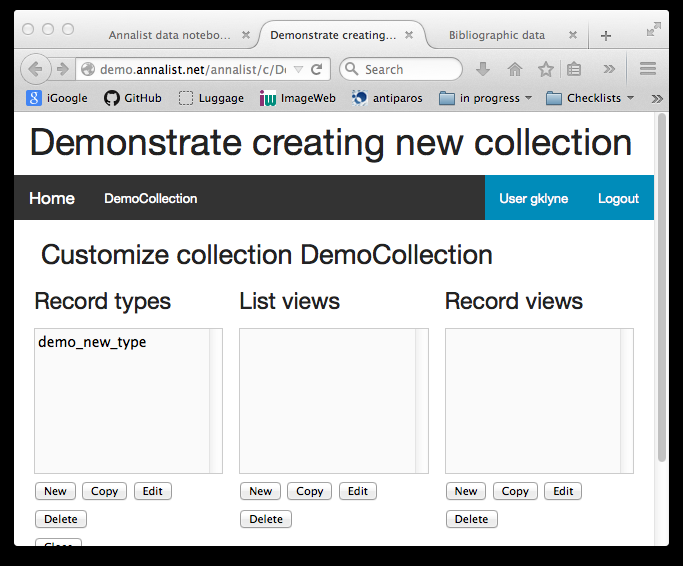 Annalist data notebo...
Demonstrate creating...
Bibliographic data
demo.annalist.net/annalist/c/D
Search
iGoogle
GitHub
Luggage
ImageWeb
antiparos
in progress
Checklists
Demonstrate creating new collection
Home
DemoCollection
User gklyne
Logout
Customize collection DemoCollection
Record types
List views
Record views
demo_new_type
New Copy Edit
New Copy Edit
New Copy Edit
Delete
Delete
Delete